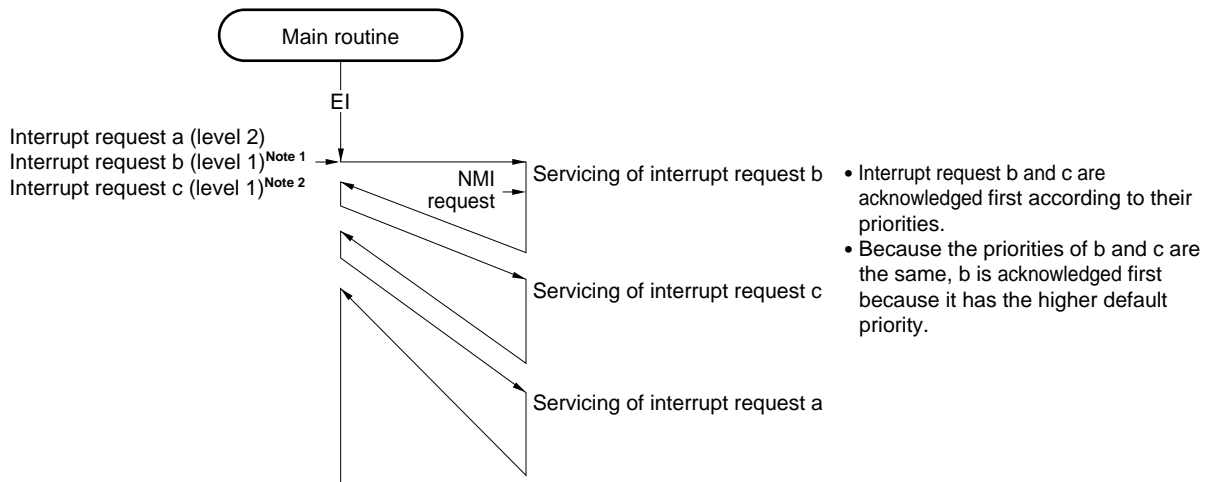 Main routine
EI
Interrupt request a (level 2)
Interrupt request b (level 1)Note 1
Interrupt request c (level 1)Note 2
NMI
request
Servicing of interrupt request b
• Interrupt request b and c are
acknowledged first according to their
priorities.
• Because the priorities of b and c are
the same, b is acknowledged first
because it has the higher default
priority.
Servicing of interrupt request c
Servicing of interrupt request a